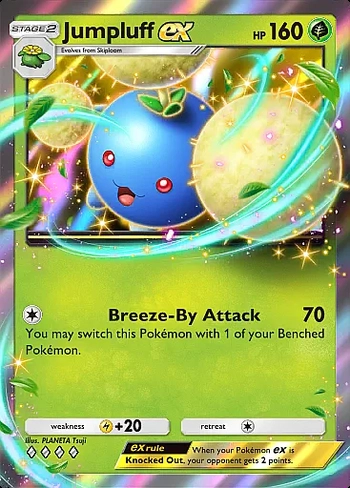 STAGE 2 Jumpluff ex HP 160
Evolves from Skiploom
Breeze-By Attack 70
You may switch this Pokémon with 1 of your Benched
Pokémon.
weakness +20 retreat
Illus. PLANETA Tsuji
ex rule When your Pokémon ex is
Knocked Out, your opponent gets 2 points.